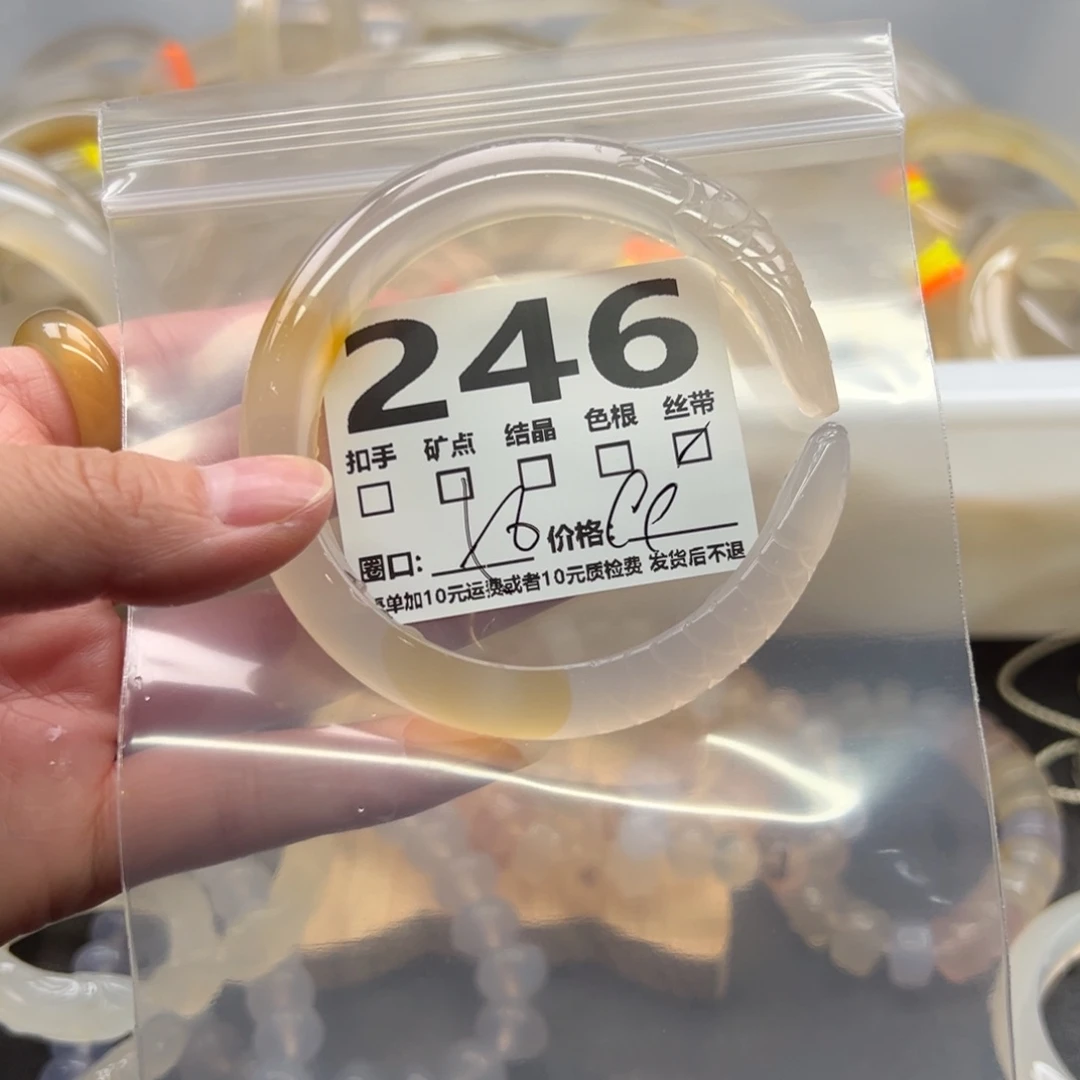 246
扣手 矿点 结晶 色根 丝带
圈口: 价格:
单加10元运费或者10元质检费 发货后不退